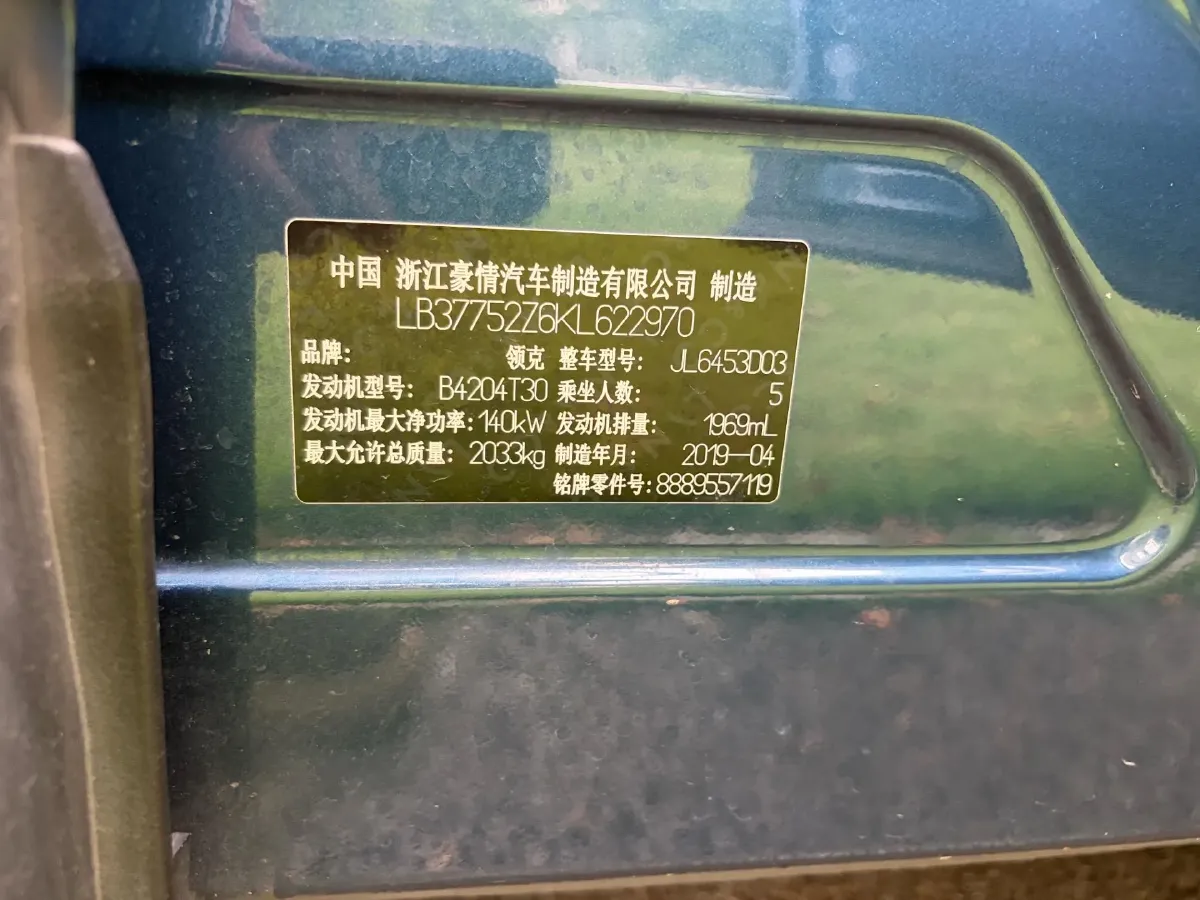 中国 浙江豪情汽车制造有限公司 制造
LB37752Z6KL622970
品牌: 领克 整车型号: JL6453D03
发动机型号: B4204T30 乘坐人数: 5
发动机最大净功率: 140kW 发动机排量: 1969mL
最大允许总质量: 2033kg 制造年月: 2019-04
铭牌零件号: 8889557119